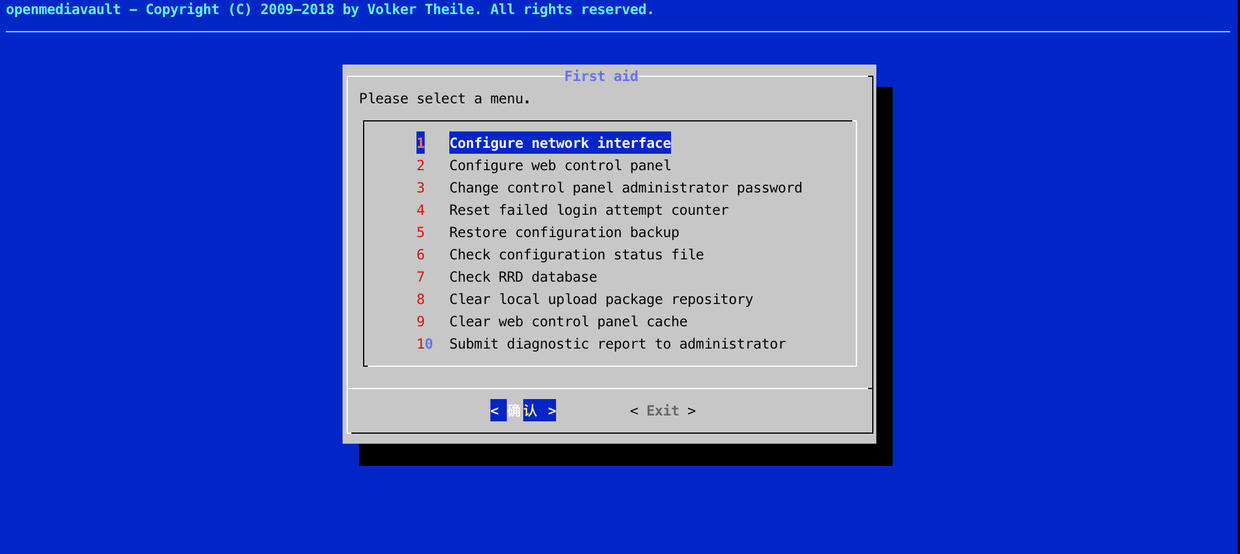 openmediavault – Copyright (C) 2009–2018 by Volker Theile. All rights reserved.
First aid
Please select a menu.
1 Configure network interface
2 Configure web control panel
3 Change control panel administrator password
4 Reset failed login attempt counter
5 Restore configuration backup
6 Check configuration status file
7 Check RRD database
8 Clear local upload package repository
9 Clear web control panel cache
10 Submit diagnostic report to administrator
< 确认 > < Exit >